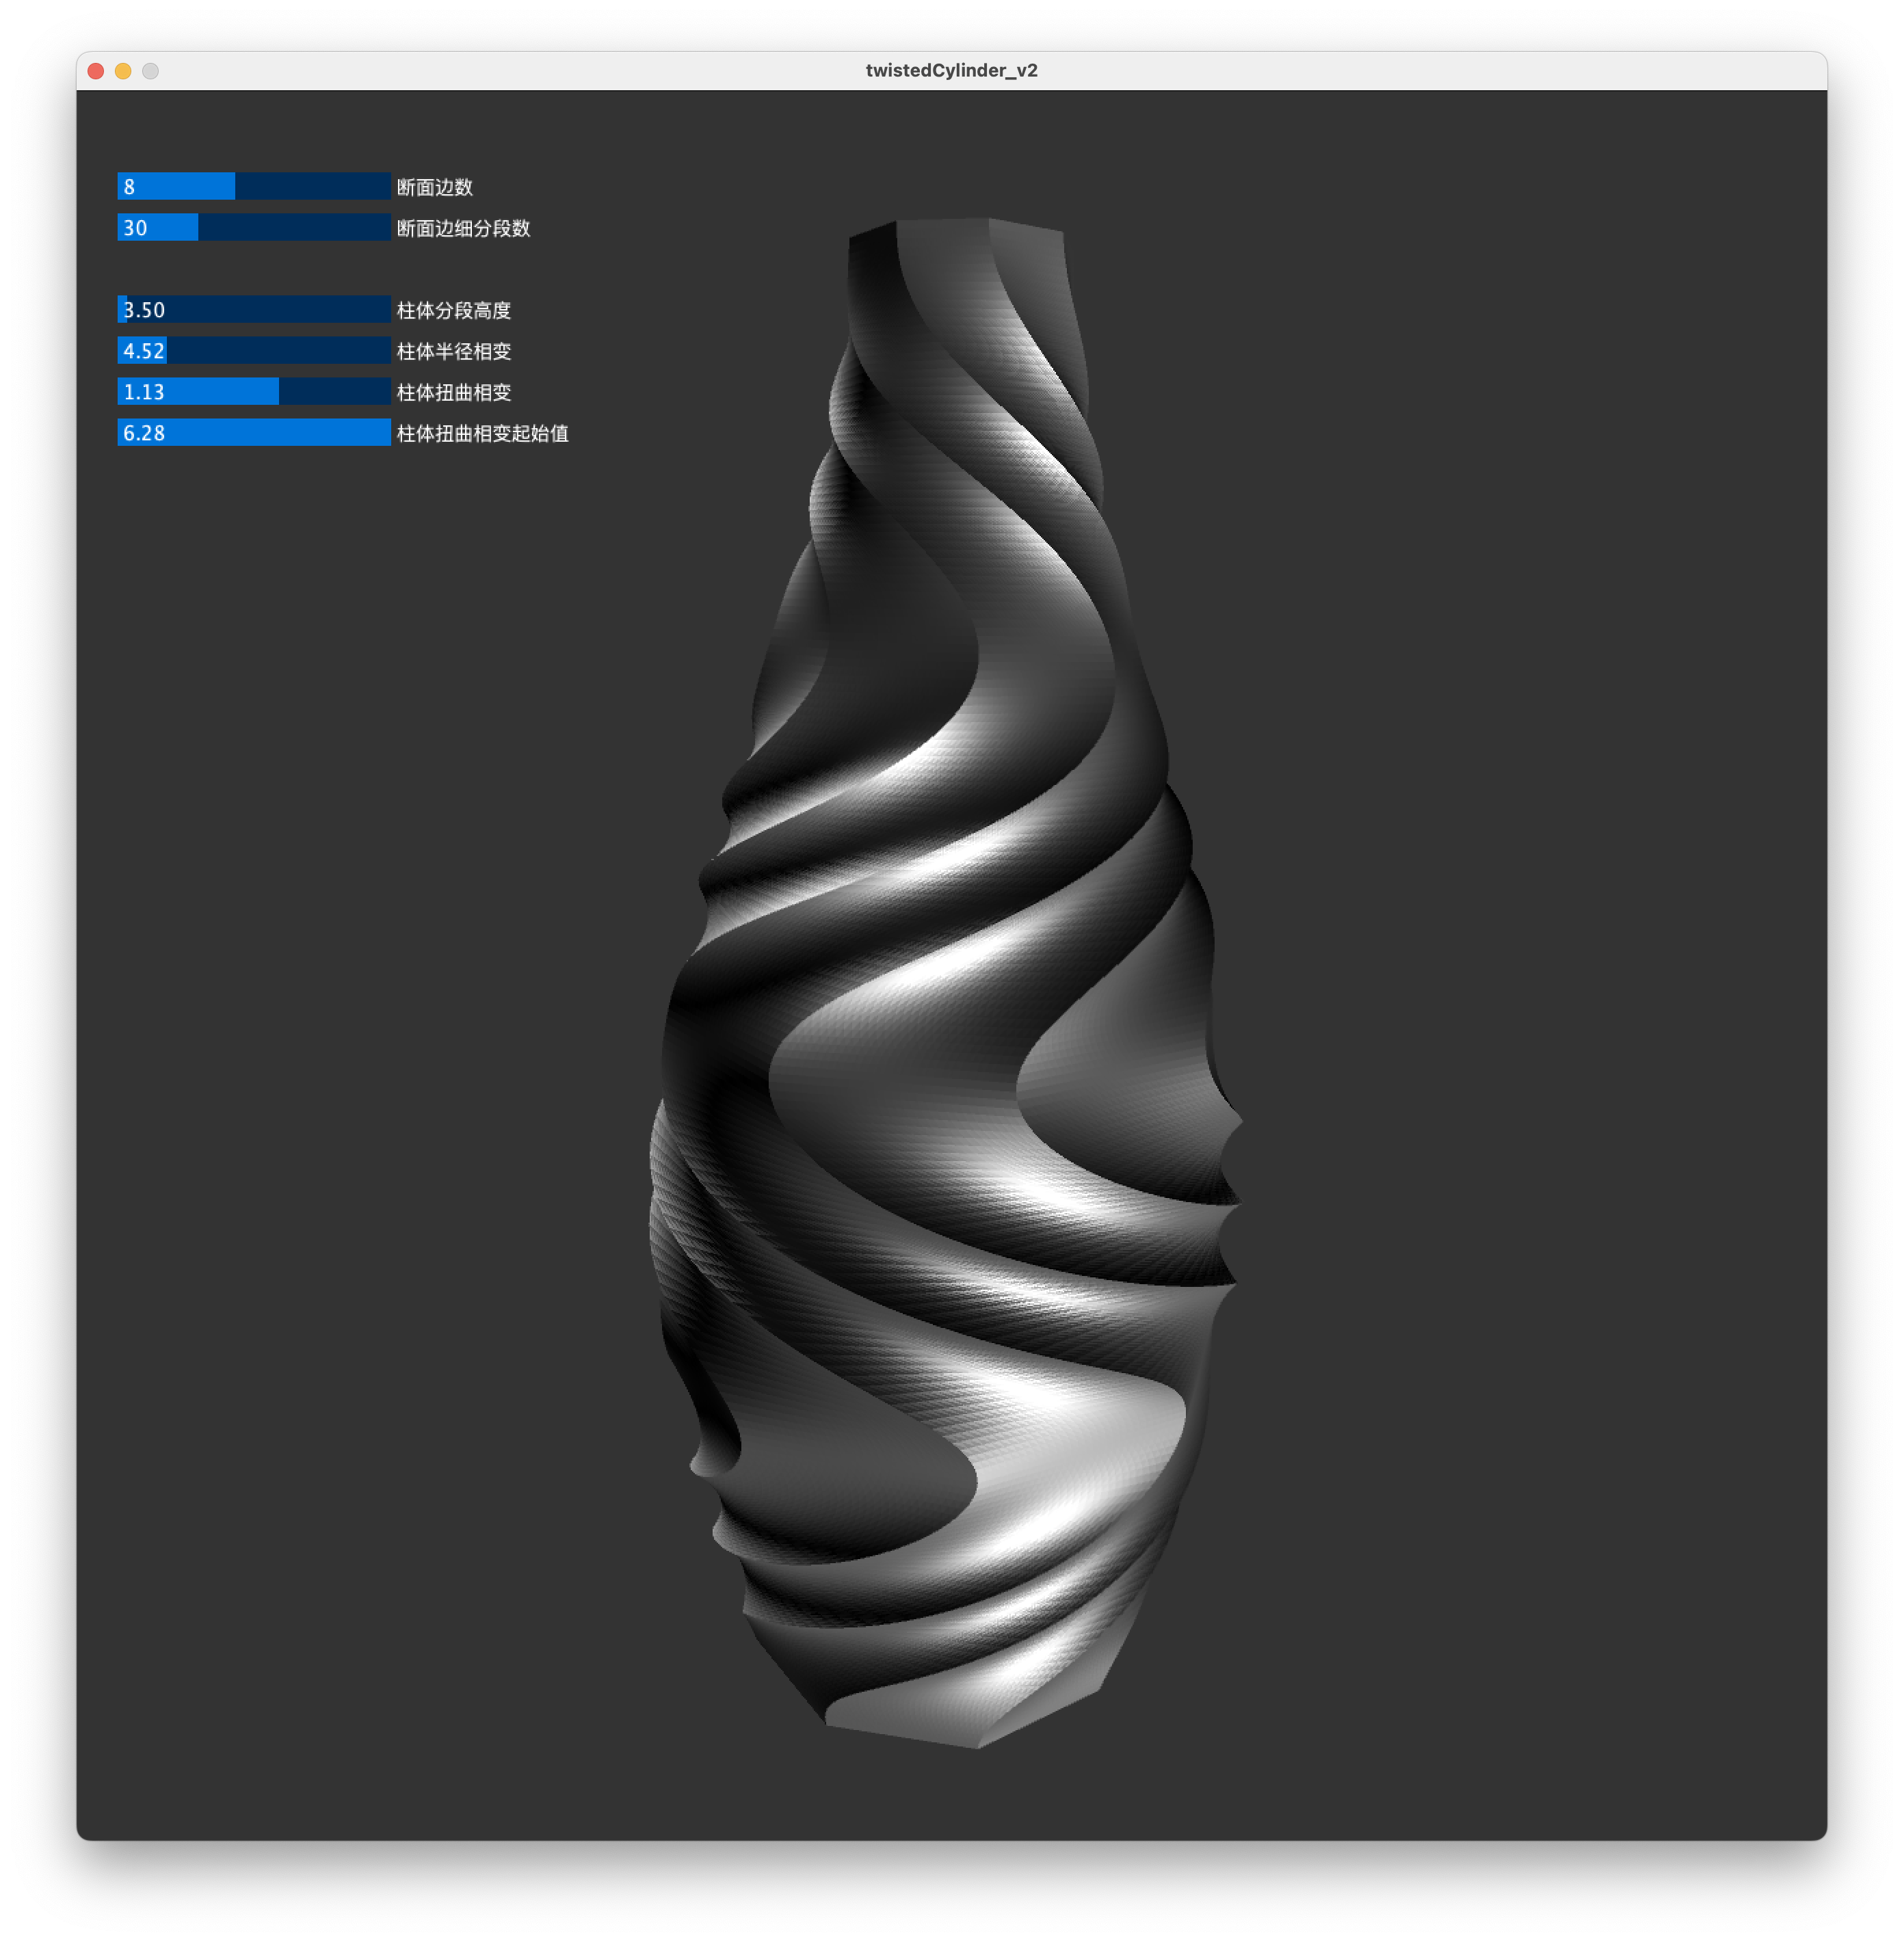 twistedCylinder_v2
8 断面边数
30 断面边细分段数
3.50 柱体分段高度
4.52 柱体半径相变
1.13 柱体扭曲相变
6.28 柱体扭曲相变起始值